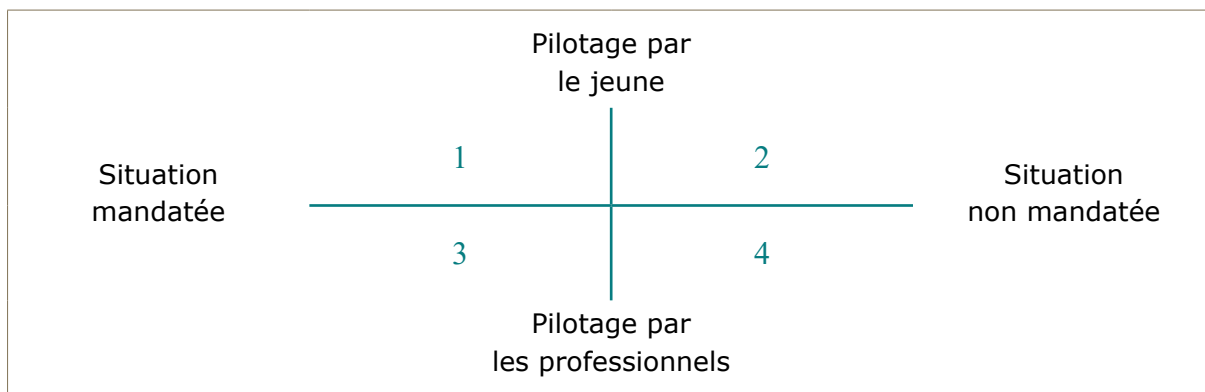 Pilotage par
le jeune
1
2
Situation
mandatée
Situation
non mandatée
3
4
Pilotage par
les professionnels